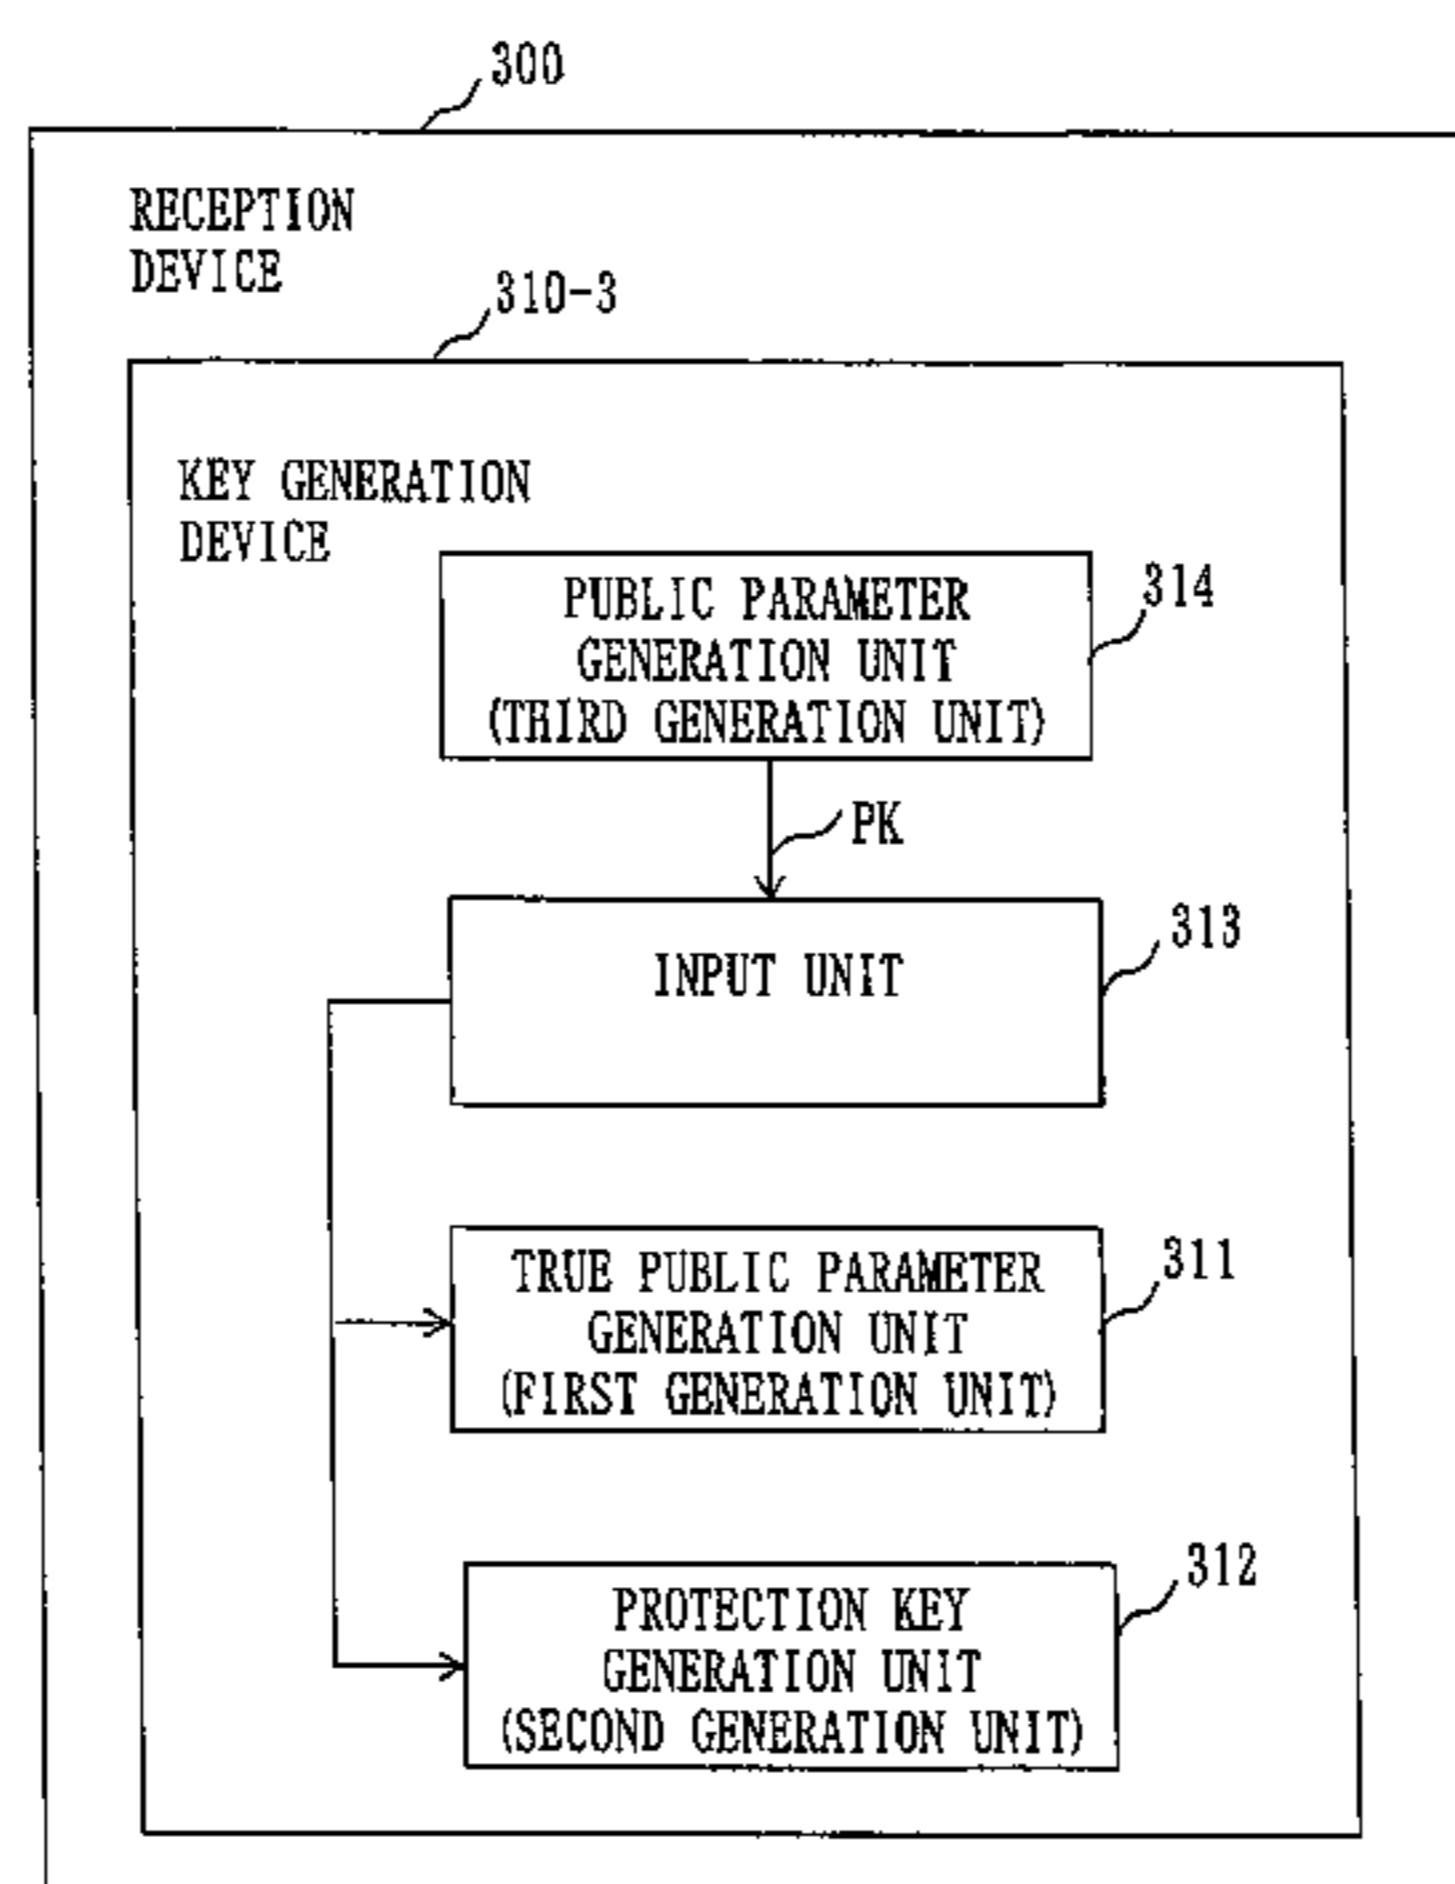 300
RECEPTION
DEVICE
310-3
KEY GENERATION
DEVICE
PUBLIC PARAMETER
GENERATION UNIT
(THIRD GENERATION UNIT)
314
PK
INPUT UNIT
313
TRUE PUBLIC PARAMETER
GENERATION UNIT
(FIRST GENERATION UNIT)
311
PROTECTION KEY
GENERATION UNIT
(SECOND GENERATION UNIT)
312